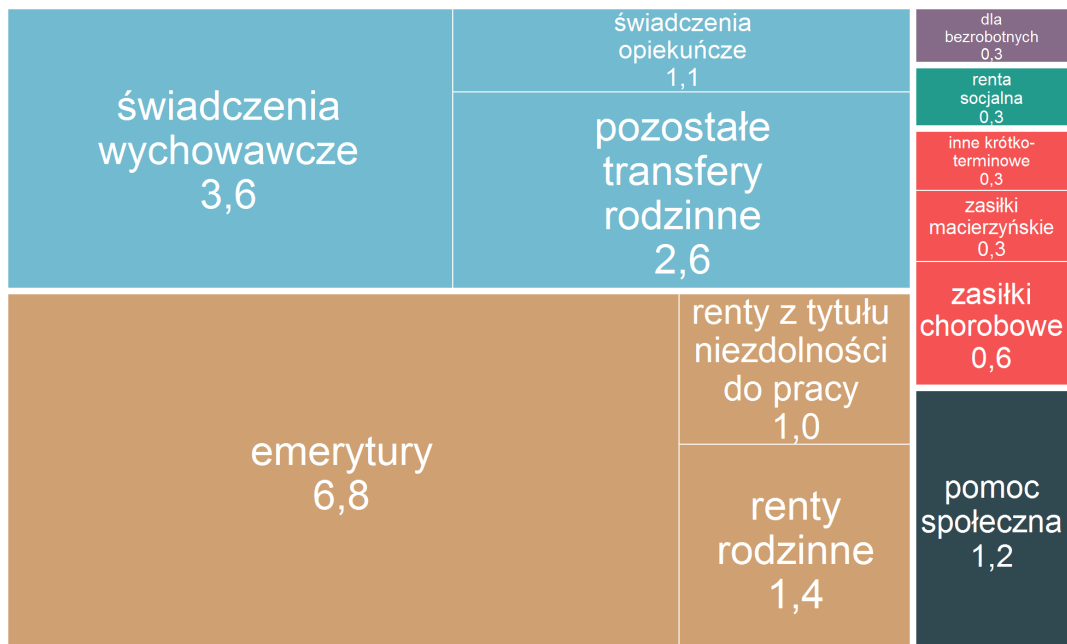 świadczenia
wychowawcze
3,6
świadczenia
opiekuńcze
1,1
pozostałe
transfery
rodzinne
2,6
emerytury
6,8
renty z tytułu
niezdolności
do pracy
1,0
renty
rodzinne
1,4
dla
bezrobotnych
0,3
renta
socjalna
0,3
inne krótko-
terminowe
0,3
zasiłki
macierzyńskie
0,3
zasiłki
chorobowe
0,6
pomoc
społeczna
1,2